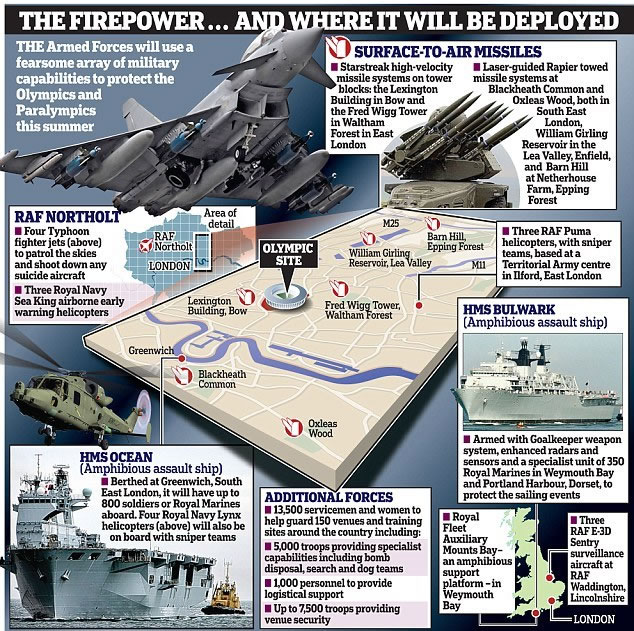 THE FIREPOWER... AND WHERE IT WILL BE DEPLOYED
THE Armed Forces will use a
fearsome array of military
capabilities to protect the
Olympics and
Paralympics
this summer
SURFACE-TO-AIR MISSILES
■ Starstreak high-velocity
missile systems on tower
blocks: the Lexington
Building in Bow and
the Fred Wigg Tower
in Waltham
Forest in East
London
■ Laser-guided Rapier towed
missile systems at
Blackheath Common and
Oxleas Wood, both in
South East
London,
William Girling
Reservoir in the
Lea Valley, Enfield,
and Barn Hill
at Netherhouse
Farm, Epping
Forest
RAF NORTHOLT
■ Four Typhoon
fighter jets (above)
to patrol the skies
and shoot down any
suicide aircraft
■ Three Royal Navy
Sea King airborne early
warning helicopters
Area of
detail
RAF
Northolt
LONDON
OLYMPIC
SITE
M25
Barn Hill,
Epping Forest
William Girling
Reservoir, Lea Valley
M11
Lexington
Building, Bow
Fred Wigg Tower,
Waltham Forest
Greenwich
Blackheath
Common
Oxleas
Wood
■ Three RAF Puma
helicopters, with sniper
teams, based at a
Territorial Army centre
in Ilford, East London
HMS BULWARK
(Amphibious assault ship)
■ Armed with Goalkeeper weapon
system, enhanced radars and
sensors and a specialist unit of 350
Royal Marines in Weymouth Bay
and Portland Harbour, Dorset, to
protect the sailing events
HMS OCEAN
(Amphibious assault ship)
■ Berthed at Greenwich, South
East London, it will have up to
800 soldiers or Royal Marines
aboard. Four Royal Navy Lynx
helicopters (above) will also be
on board with sniper teams
ADDITIONAL FORCES
■ 13,500 servicemen and women to
help guard 150 venues and training
sites around the country including:
■ 5,000 troops providing specialist
capabilities including bomb
disposal, search and dog teams
■ 1,000 personnel to provide
logistical support
■ Up to 7,500 troops providing
venue security
■ Royal
Fleet
Auxiliary
Mounts Bay–
an amphibious
support
platform – in
Weymouth
Bay
■ Three
RAF E-3D
Sentry
surveillance
aircraft at
RAF
Waddington,
Lincolnshire
LONDON